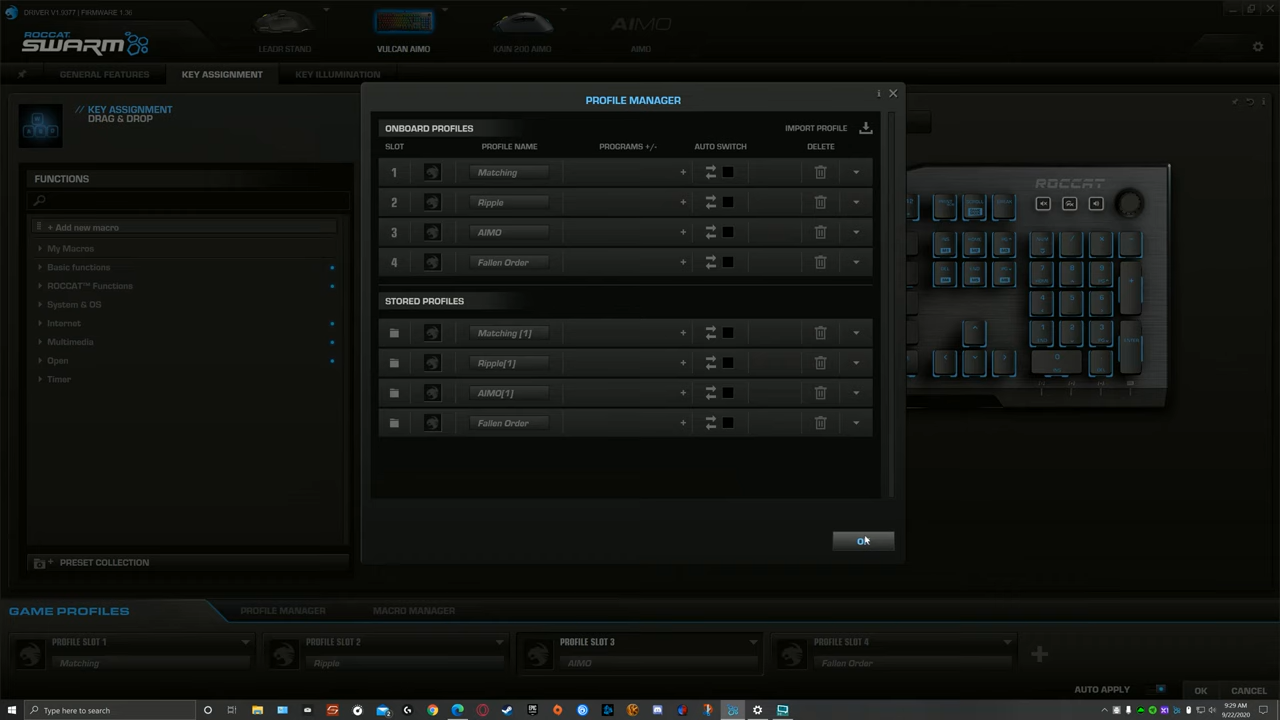 DRIVER V1.9377 | FIRMWARE 1.36
ROCCAT
SWARM
LEADR STAND
VULCAN AIMO
KAIN 200 AIMO
AIMO
AIMO
GENERAL FEATURES
KEY ASSIGNMENT
KEY ILLUMINATION
// KEY ASSIGNMENT
DRAG & DROP
FUNCTIONS
+ Add new macro
My Macros
Basic functions
ROCCAT™ Functions
System & OS
Internet
Multimedia
Open
Timer
PRESET COLLECTION
PROFILE MANAGER
ONBOARD PROFILES
IMPORT PROFILE
SLOT PROFILE NAME PROGRAMS +/- AUTO SWITCH DELETE
1 Matching +
2 Ripple +
3 AIMO +
4 Fallen Order +
STORED PROFILES
Matching [1] +
Ripple[1] +
AIMO[1] +
Fallen Order +
OK
ROCCAT
GAME PROFILES
PROFILE MANAGER
MACRO MANAGER
PROFILE SLOT 1
Matching
PROFILE SLOT 2
Ripple
PROFILE SLOT 3
AIMO
PROFILE SLOT 4
Fallen Order
AUTO APPLY
OK
CANCEL
Type here to search
9:29 AM
9/22/2020